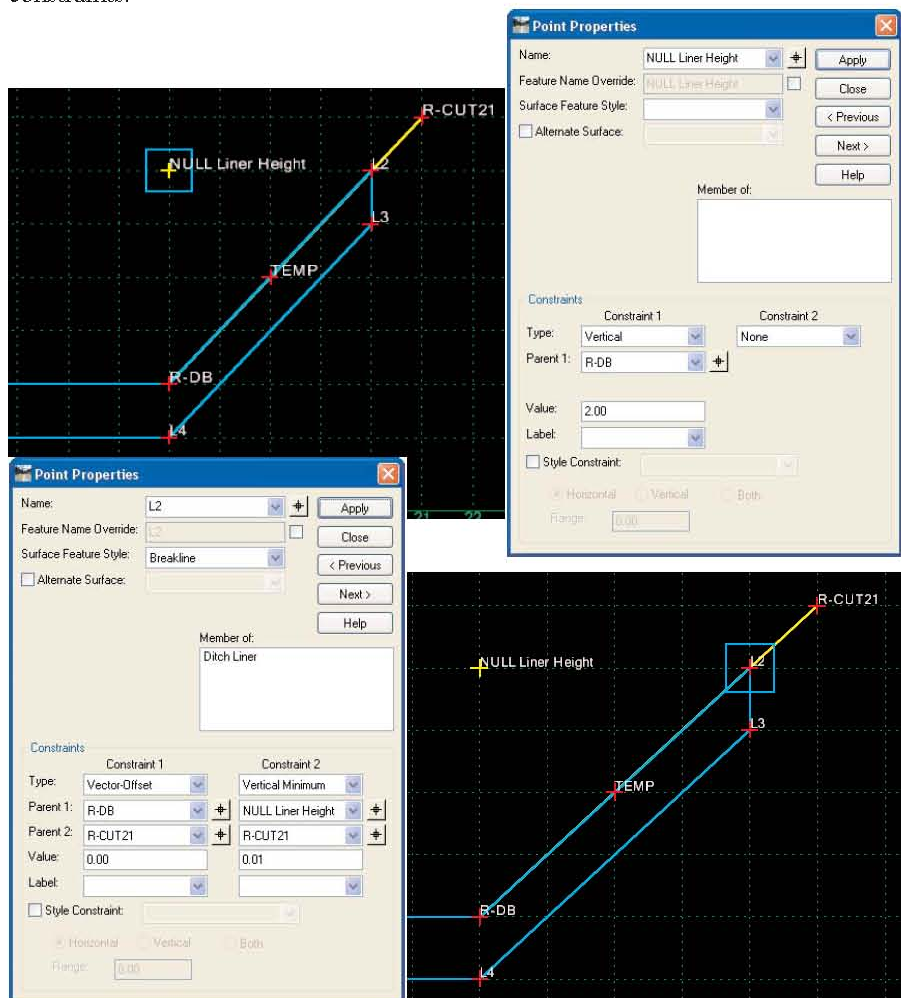 constraints.
Point Properties
Name: NULL Liner Height Apply
Feature Name Override: NULL Liner Height Close
Surface Feature Style: < Previous
Alternate Surface: Next >
Help
Member of:
Constraints
Constraint 1 Constraint 2
Type: Vertical None
Parent 1: R-DB
Value: 2.00
Label:
Style Constraint:
Horizontal Vertical Both
Range: 0.00
R-CUT21
NULL Liner Height
L2
L3
TEMP
R-DB
L4
21 22
Point Properties
Name: L2 Apply
Feature Name Override: L2 Close
Surface Feature Style: Breakline < Previous
Alternate Surface: Next >
Help
Member of:
Ditch Liner
Constraints
Constraint 1 Constraint 2
Type: Vector-Offset Vertical Minimum
Parent 1: R-DB NULL Liner Height
Parent 2: R-CUT21 R-CUT21
Value: 0.00 0.01
Label:
Style Constraint:
Horizontal Vertical Both
Range: 0.00
R-CUT21
NULL Liner Height
L2
L3
TEMP
R-DB
L4